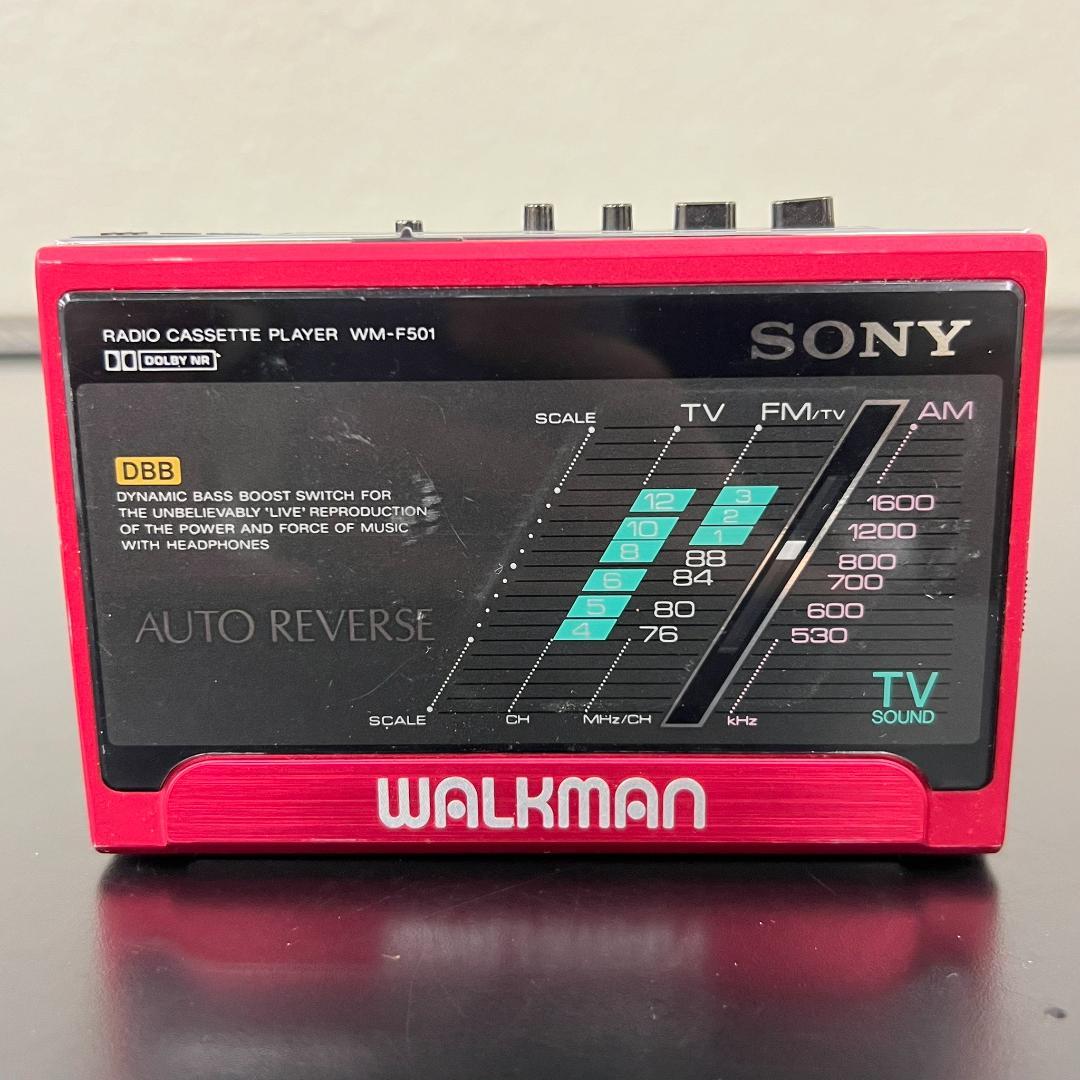 RADIO CASSETTE PLAYER WM-F501
DOLBY NR
SONY
SCALE TV FM/TV AM
DBB
DYNAMIC BASS BOOST SWITCH FOR
THE UNBELIEVABLY 'LIVE' REPRODUCTION
OF THE POWER AND FORCE OF MUSIC
WITH HEADPHONES
AUTO REVERSE
12 3 1600
10 2 1200
8 1
88 800
6 84 700
5 80 600
4 76 530
TV
SOUND
SCALE CH MHz/CH kHz
WALKMAN